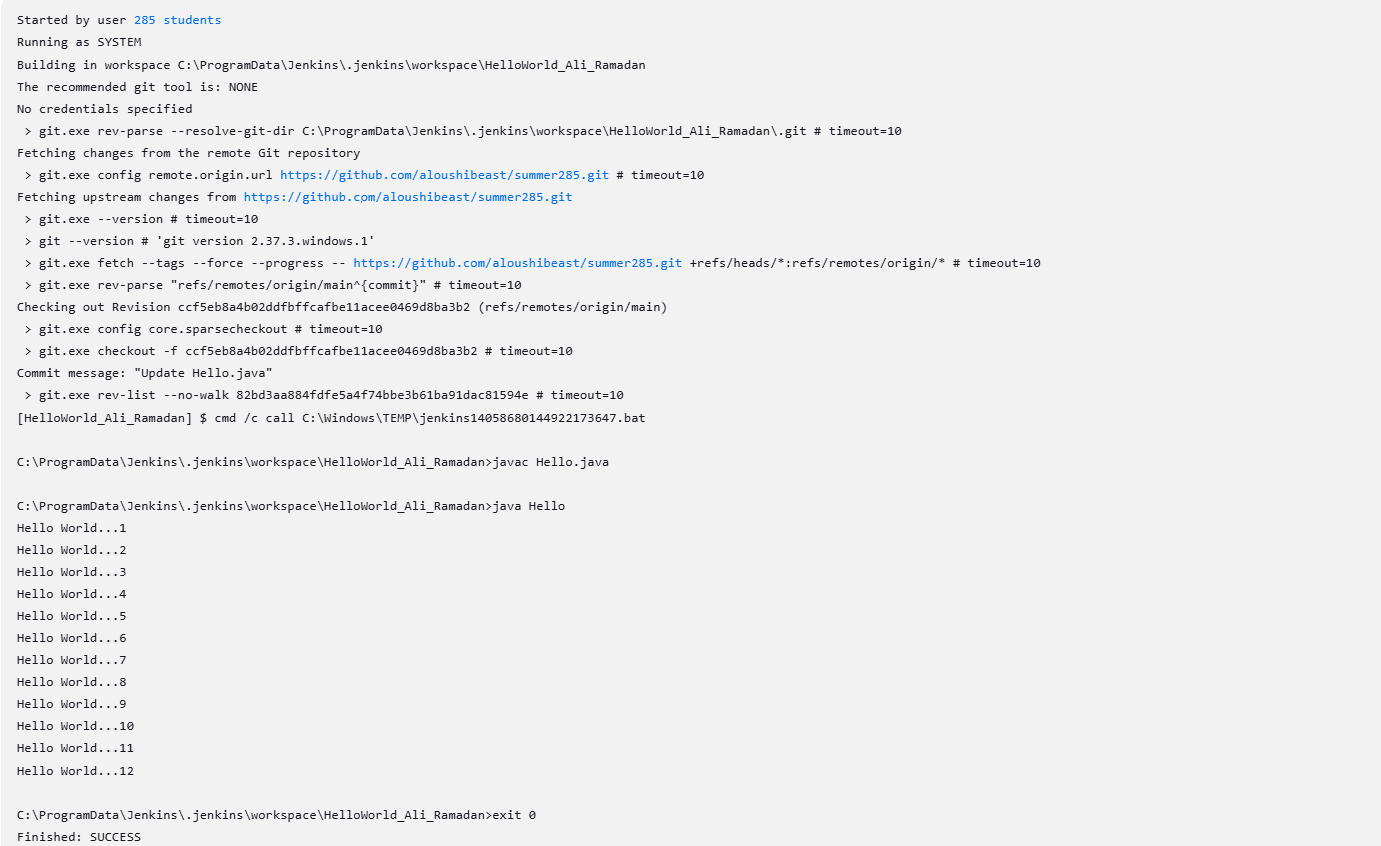 Started by user 285 students
Running as SYSTEM
Building in workspace C:\ProgramData\Jenkins\.jenkins\workspace\HelloWorld_Ali_Ramadan
The recommended git tool is: NONE
No credentials specified
 > git.exe rev-parse --resolve-git-dir C:\ProgramData\Jenkins\.jenkins\workspace\HelloWorld_Ali_Ramadan\.git # timeout=10
Fetching changes from the remote Git repository
 > git.exe config remote.origin.url https://github.com/aloushibeast/summer285.git # timeout=10
Fetching upstream changes from https://github.com/aloushibeast/summer285.git
 > git.exe --version # timeout=10
 > git --version # 'git version 2.37.3.windows.1'
 > git.exe fetch --tags --force --progress -- https://github.com/aloushibeast/summer285.git +refs/heads/*:refs/remotes/origin/* # timeout=10
 > git.exe rev-parse "refs/remotes/origin/main^{commit}" # timeout=10
Checking out Revision ccf5eb8a4b02ddfbffcafbe11acee0469d8ba3b2 (refs/remotes/origin/main)
 > git.exe config core.sparsecheckout # timeout=10
 > git.exe checkout -f ccf5eb8a4b02ddfbffcafbe11acee0469d8ba3b2 # timeout=10
Commit message: "Update Hello.java"
 > git.exe rev-list --no-walk 82bd3aa884fdfe5a4f74bbe3b61ba91dac81594e # timeout=10
[HelloWorld_Ali_Ramadan] $ cmd /c call C:\Windows\TEMP\jenkins14058680144922173647.bat
C:\ProgramData\Jenkins\.jenkins\workspace\HelloWorld_Ali_Ramadan>javac Hello.java
C:\ProgramData\Jenkins\.jenkins\workspace\HelloWorld_Ali_Ramadan>java Hello
Hello World...1
Hello World...2
Hello World...3
Hello World...4
Hello World...5
Hello World...6
Hello World...7
Hello World...8
Hello World...9
Hello World...10
Hello World...11
Hello World...12
C:\ProgramData\Jenkins\.jenkins\workspace\HelloWorld_Ali_Ramadan>exit 0
Finished: SUCCESS